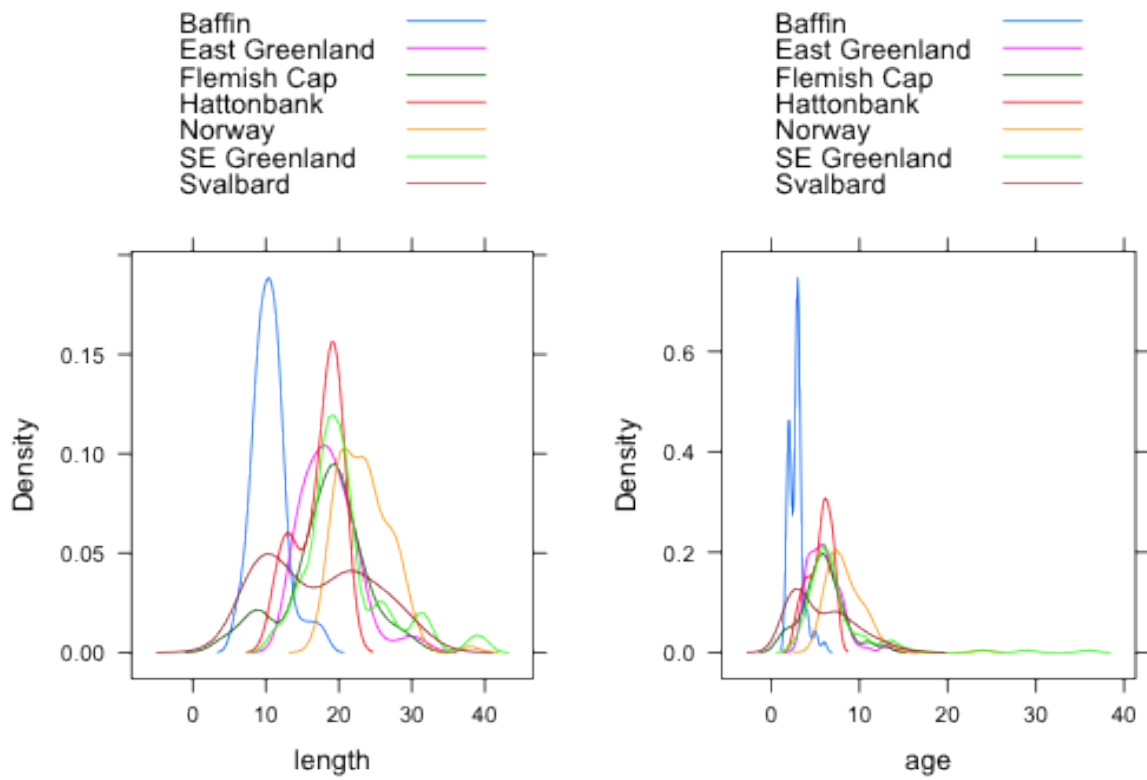 Baffin
East Greenland
Flemish Cap
Hattonbank
Norway
SE Greenland
Svalbard
Density
0.15
0.10
0.05
0.00
0 10 20 30 40
length
Baffin
East Greenland
Flemish Cap
Hattonbank
Norway
SE Greenland
Svalbard
Density
0.6
0.4
0.2
0.0
0 10 20 30 40
age